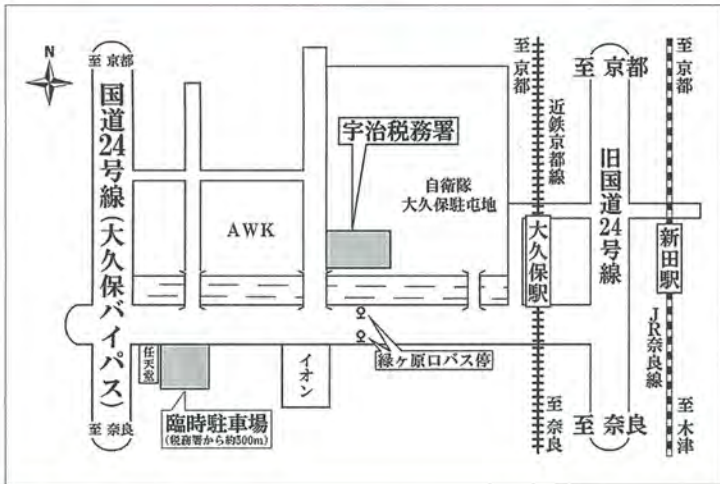 N
至 京都
国道24号線(大久保バイパス)
至 奈良
AWK
宇治税務署
自衛隊
大久保駐屯地
至 京都
近鉄京都線
大久保駅
至 奈良
至 京都
旧国道24号線
至 奈良
至 京都
新田駅
JR奈良線
至 木津
緑ヶ原口バス停
任天堂
イオン
臨時駐車場
(税務署から約500m)